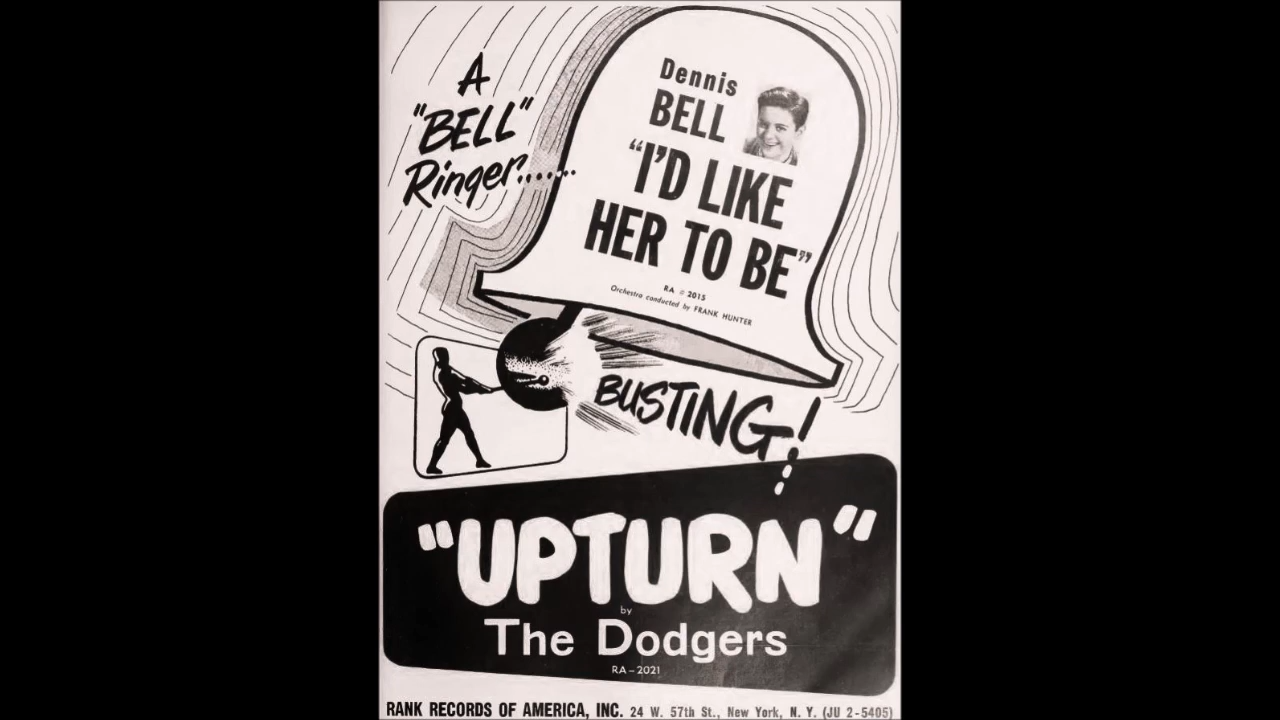 A
"BELL"
Ringer......
Dennis
BELL
"I'D LIKE
HER TO BE"
RA = 2015
Orchestra conducted by FRANK HUNTER
BUSTING!
"UPTURN"
by
The Dodgers
RA-2021
RANK RECORDS OF AMERICA, INC. 24 W. 57th St., New York, N. Y. (JU 2-5405)